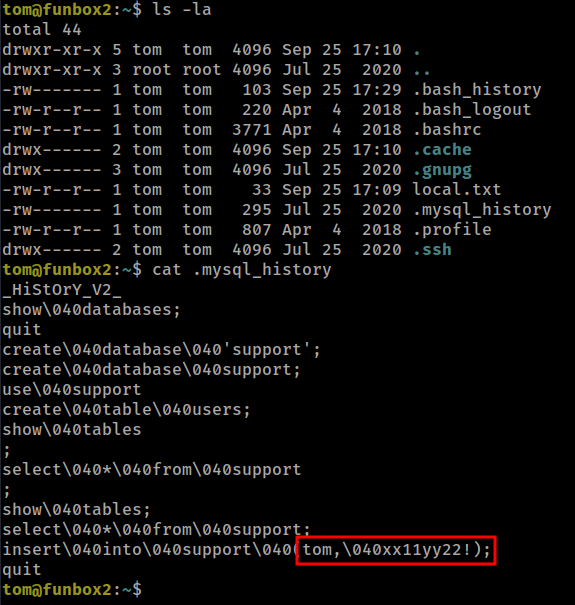 tom@funbox2:~$ ls -la
total 44
drwxr-xr-x 5 tom  tom  4096 Sep 25 17:10 .
drwxr-xr-x 3 root root 4096 Jul 25  2020 ..
-rw------- 1 tom  tom   103 Sep 25 17:29 .bash_history
-rw-r--r-- 1 tom  tom   220 Apr  4  2018 .bash_logout
-rw-r--r-- 1 tom  tom  3771 Apr  4  2018 .bashrc
drwx------ 2 tom  tom  4096 Sep 25 17:10 .cache
drwx------ 3 tom  tom  4096 Jul 25  2020 .gnupg
-rw-r--r-- 1 tom  tom    33 Sep 25 17:09 local.txt
-rw------- 1 tom  tom   295 Jul 25  2020 .mysql_history
-rw-r--r-- 1 tom  tom   807 Apr  4  2018 .profile
drwx------ 2 tom  tom  4096 Jul 25  2020 .ssh
tom@funbox2:~$ cat .mysql_history
_HiStOrY_V2_
show\040databases;
quit
create\040database\040'support';
create\040database\040support;
use\040support
create\040table\040users;
show\040tables
;
select\040*\040from\040support
;
show\040tables;
select\040*\040from\040support;
insert\040into\040support\040(tom,\040xx11yy22!);
quit
tom@funbox2:~$